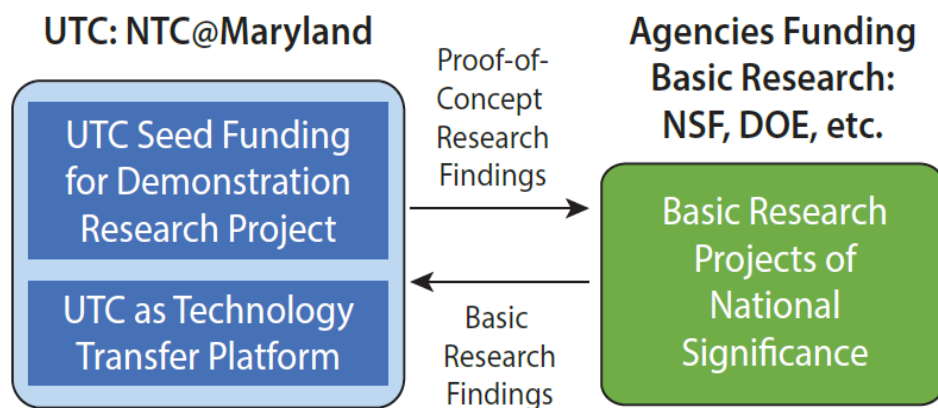 UTC: NTC@Maryland
UTC Seed Funding
for Demonstration
Research Project
UTC as Technology
Transfer Platform
Proof-of-
Concept
Research
Findings
Basic
Research
Findings
Agencies Funding
Basic Research:
NSF, DOE, etc.
Basic Research
Projects of
National
Significance